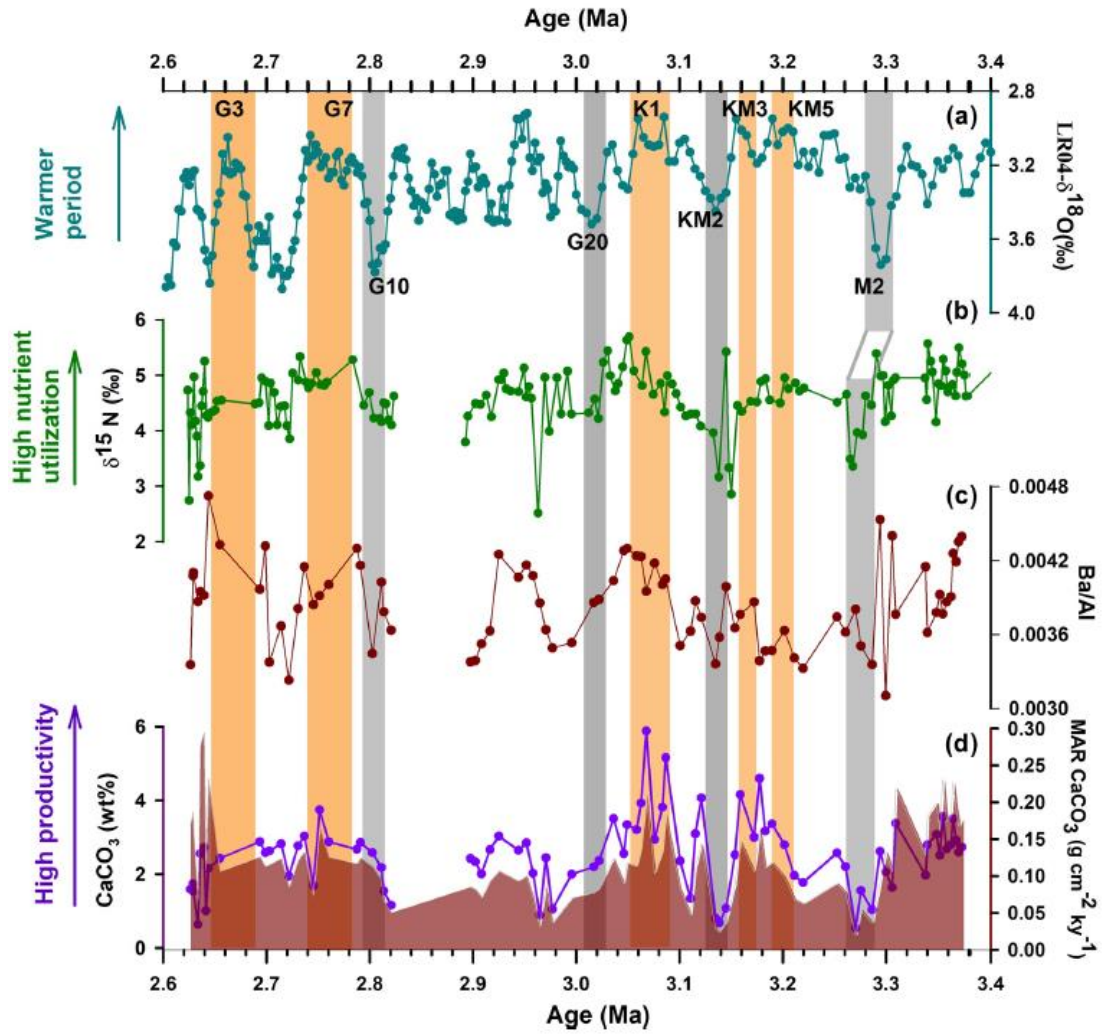 Age (Ma)
2.6 2.7 2.8 2.9 3.0 3.1 3.2 3.3 3.4
G3 G7 K1 KM3 KM5 (a)
G10 G20 KM2 M2
Warmer
period
2.8
3.2
3.6
4.0
LR04-δ¹⁸O(‰)
(b)
High nutrient
utilization
δ¹⁵ N (‰)
6
5
4
3
2
(c)
0.0048
0.0042
0.0036
0.0030
Ba/Al
(d)
High productivity
CaCO₃ (wt%)
6
4
2
0
0.30
0.25
0.20
0.15
0.10
0.05
0.00
MAR CaCO₃ (g cm⁻² ky⁻¹)
2.6 2.7 2.8 2.9 3.0 3.1 3.2 3.3 3.4
Age (Ma)